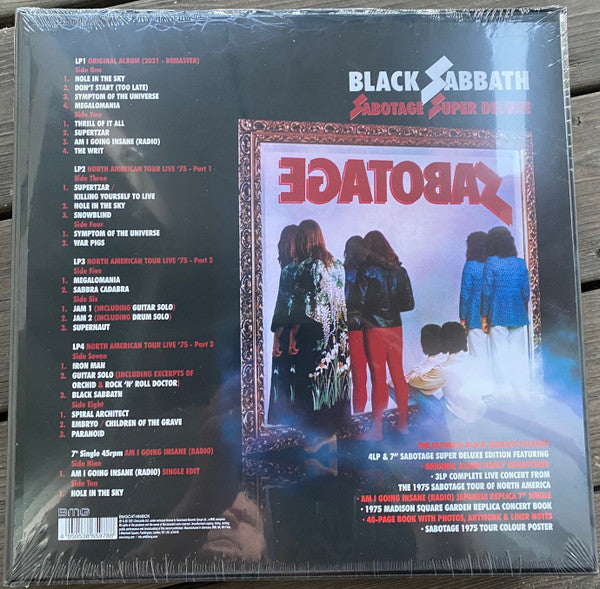 LP1 ORIGINAL ALBUM (2021 - REMASTER)
Side One
1. HOLE IN THE SKY
2. DON'T START (TOO LATE)
3. SYMPTOM OF THE UNIVERSE
4. MEGALOMANIA
Side Two
1. THRILL OF IT ALL
2. SUPERTZAR
3. AM I GOING INSANE (RADIO)
4. THE WRIT
LP2 NORTH AMERICAN TOUR LIVE '75 - Part 1
Side Three
1. SUPERTZAR /
KILLING YOURSELF TO LIVE
2. HOLE IN THE SKY
3. SNOWBLIND
Side Four
1. SYMPTOM OF THE UNIVERSE
2. WAR PIGS
LP3 NORTH AMERICAN TOUR LIVE '75 - Part 2
Side Five
1. MEGALOMANIA
2. SABBRA CADABRA
Side Six
1. JAM 1 (INCLUDING GUITAR SOLO)
2. JAM 2 (INCLUDING DRUM SOLO)
3. SUPERNAUT
LP4 NORTH AMERICAN TOUR LIVE '75 - Part 3
Side Seven
1. IRON MAN
2. GUITAR SOLO (INCLUDING EXCERPTS OF
ORCHID & ROCK 'N' ROLL DOCTOR)
3. BLACK SABBATH
Side Eight
1. SPIRAL ARCHITECT
2. EMBRYO / CHILDREN OF THE GRAVE
3. PARANOID
7" Single 45rpm AM I GOING INSANE (RADIO)
Side Nine
1. AM I GOING INSANE (RADIO) SINGLE EDIT
Side Ten
1. HOLE IN THE SKY
BMG
4 050538 659788
BLACK SABBATH
SABOTAGE SUPER DELUXE
SABOTAGE
THE ULTIMATE BLACK SABBATH PACKAGE
4LP & 7" SABOTAGE SUPER DELUXE EDITION FEATURING
ORIGINAL ALBUM NEWLY REMASTERED
• 3LP COMPLETE LIVE CONCERT FROM
THE 1975 SABOTAGE TOUR OF NORTH AMERICA
• AM I GOING INSANE (RADIO) JAPANESE REPLICA 7" SINGLE
• 1975 MADISON SQUARE GARDEN REPLICA CONCERT BOOK
• 40-PAGE BOOK WITH PHOTOS, ARTWORK & LINER NOTES
• SABOTAGE 1975 TOUR COLOUR POSTER